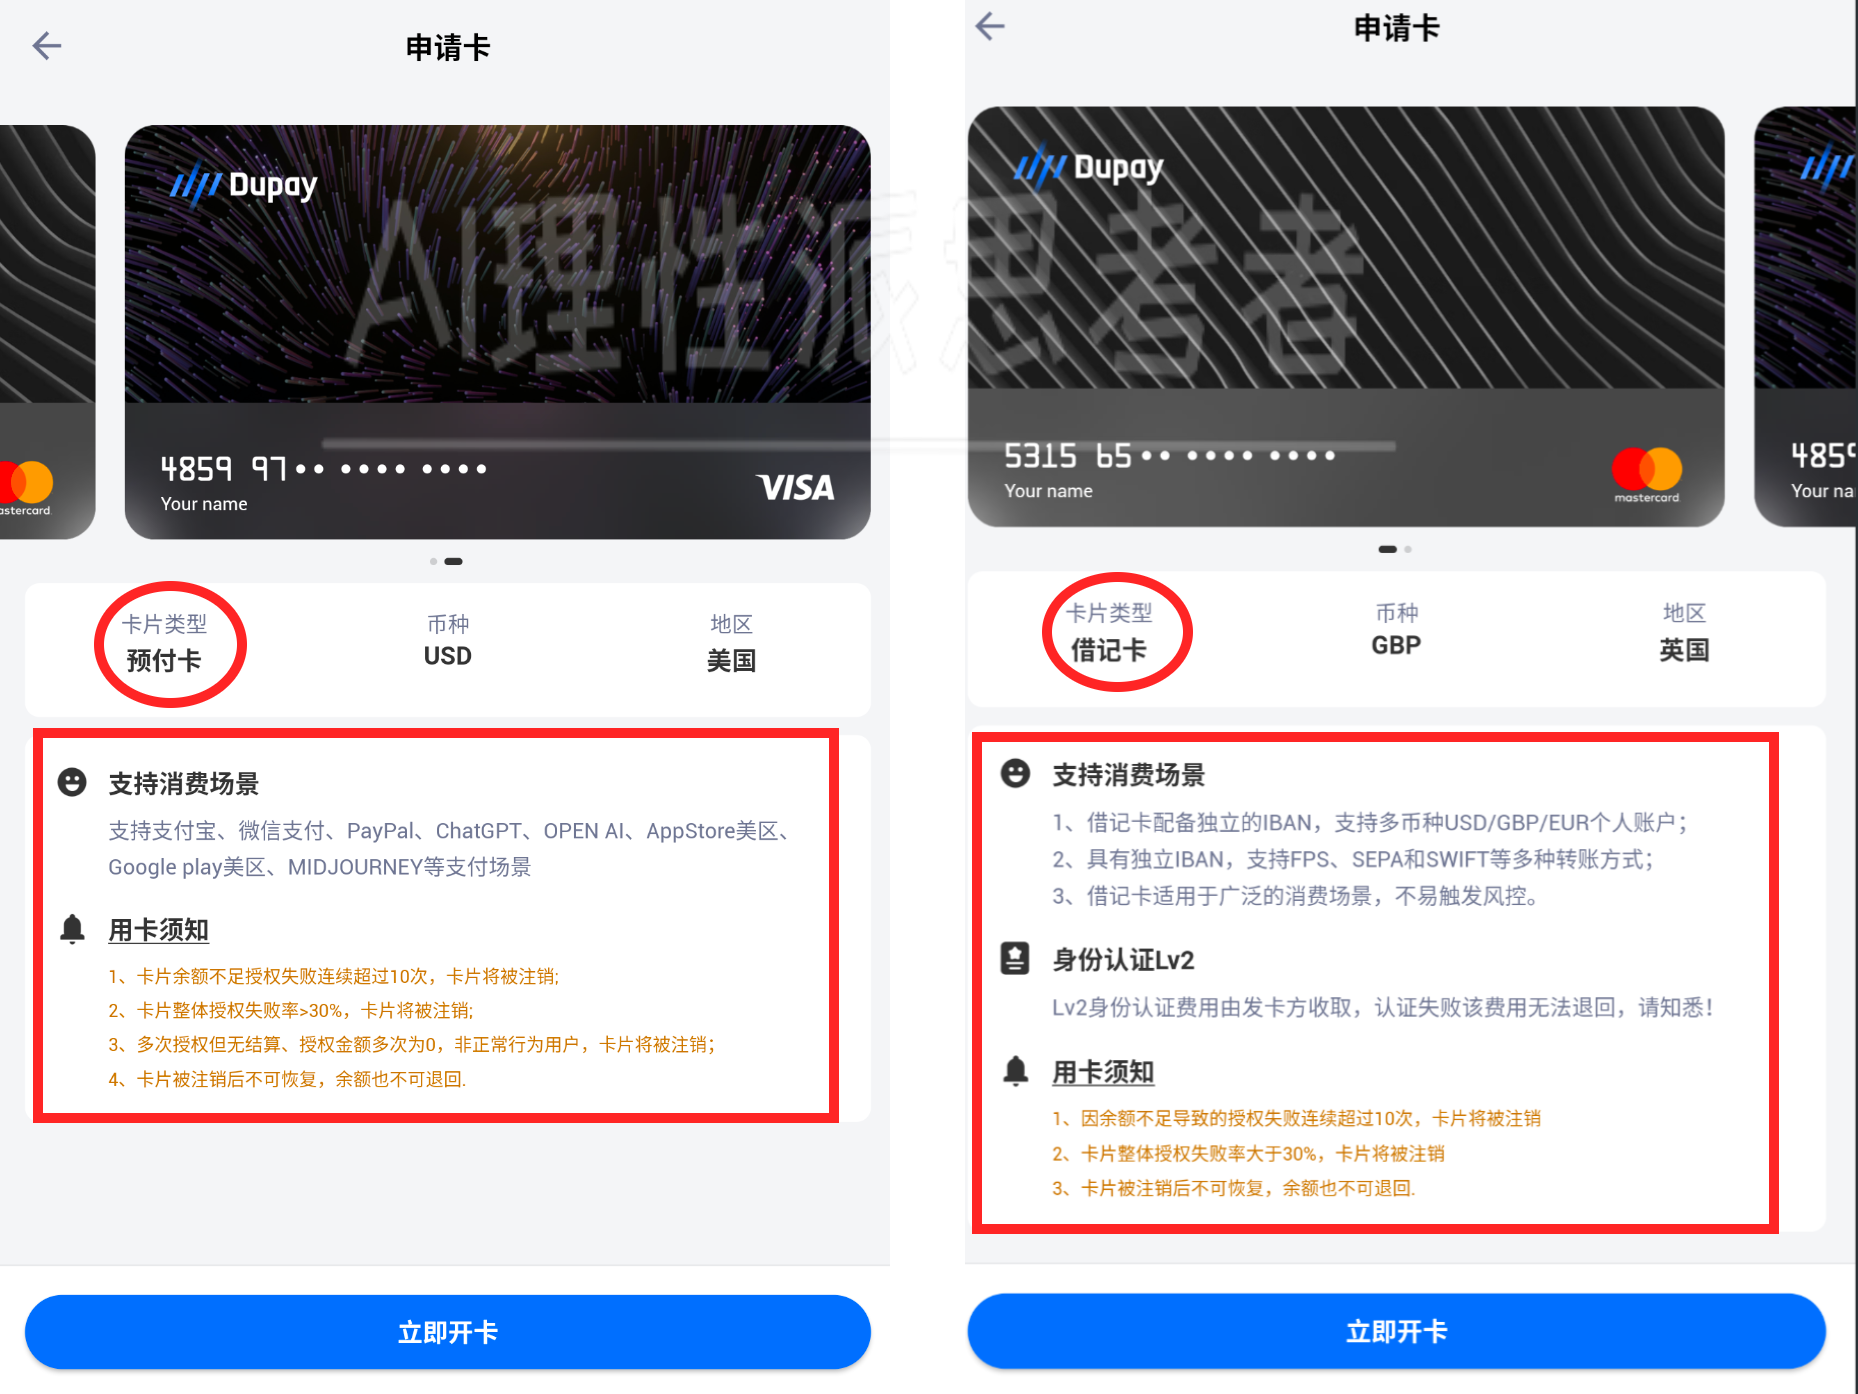 申请卡
Dupay
4859 97•• •••• ••••
Your name
VISA
mastercard
卡片类型
预付卡
币种
USD
地区
美国
支持消费场景
支持支付宝、微信支付、PayPal、ChatGPT、OPEN AI、AppStore美区、
Google play美区、MIDJOURNEY等支付场景
用卡须知
1、卡片余额不足授权失败连续超过10次，卡片将被注销;
2、卡片整体授权失败率>30%，卡片将被注销;
3、多次授权但无结算、授权金额多次为0，非正常行为用户，卡片将被注销；
4、卡片被注销后不可恢复，余额也不可退回.
立即开卡
申请卡
Dupay
5315 65•• •••• ••••
Your name
mastercard
4859
Your na
卡片类型
借记卡
币种
GBP
地区
英国
支持消费场景
1、借记卡配备独立的IBAN，支持多币种USD/GBP/EUR个人账户；
2、具有独立IBAN，支持FPS、SEPA和SWIFT等多种转账方式；
3、借记卡适用于广泛的消费场景，不易触发风控。
身份认证Lv2
Lv2身份认证费用由发卡方收取，认证失败该费用无法退回，请知悉！
用卡须知
1、因余额不足导致的授权失败连续超过10次，卡片将被注销
2、卡片整体授权失败率大于30%，卡片将被注销
3、卡片被注销后不可恢复，余额也不可退回.
立即开卡
AI理性派思考者